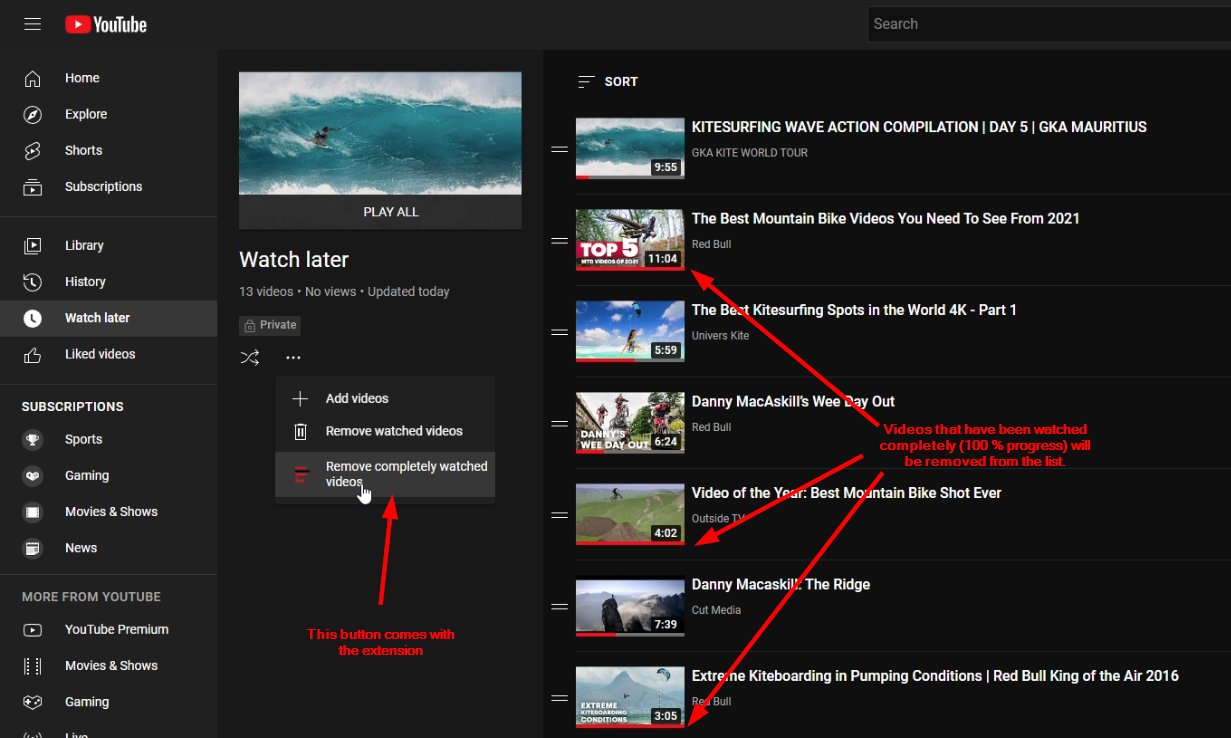 YouTube
Search
Home
Explore
Shorts
Subscriptions
Library
History
Watch later
Liked videos
SUBSCRIPTIONS
Sports
Gaming
Movies & Shows
News
MORE FROM YOUTUBE
YouTube Premium
Movies & Shows
Gaming
Live
PLAY ALL
Watch later
13 videos • No views • Updated today
Private
Add videos
Remove watched videos
Remove completely watched
videos
This button comes with
the extension
SORT
9:55
KITESURFING WAVE ACTION COMPILATION | DAY 5 | GKA MAURITIUS
GKA KITE WORLD TOUR
TOP 5
MTB VIDEOS OF 2021
11:04
The Best Mountain Bike Videos You Need To See From 2021
Red Bull
5:59
The Best Kitesurfing Spots in the World 4K - Part 1
Univers Kite
DANNY'S
WEE DAY OUT
6:24
Danny MacAskill's Wee Day Out
Red Bull
Videos that have been watched
completely (100 % progress) will
be removed from the list.
4:02
Video of the Year: Best Mountain Bike Shot Ever
Outside TV
7:39
Danny Macaskill: The Ridge
Cut Media
EXTREME
KITEBOARDING
CONDITIONS
3:05
Extreme Kiteboarding in Pumping Conditions | Red Bull King of the Air 2016
Red Bull